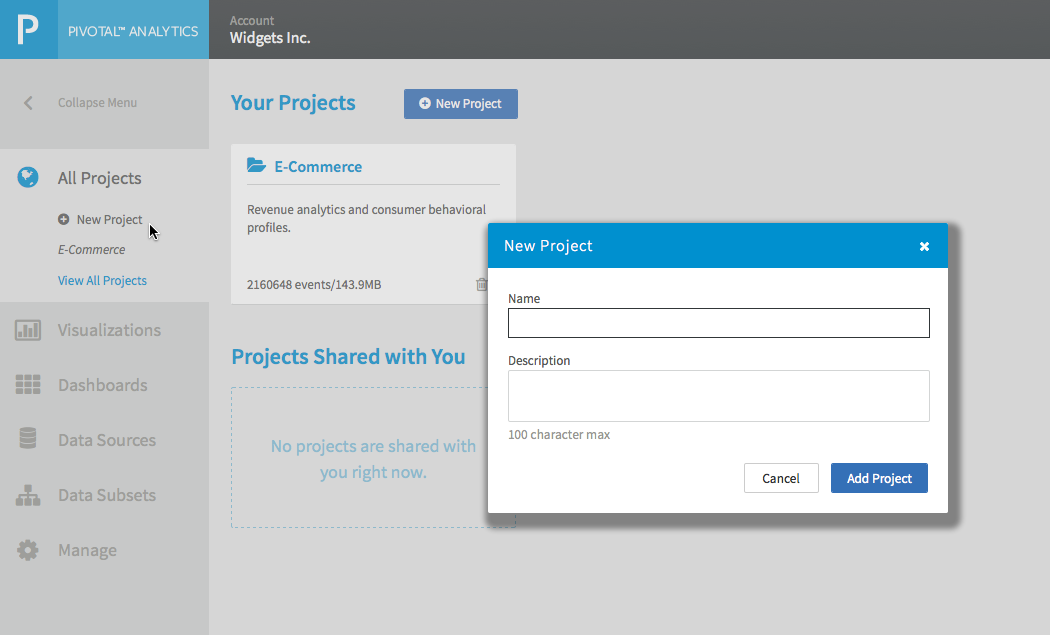 P
PIVOTAL™ ANALYTICS
Account
Widgets Inc.
Collapse Menu
All Projects
New Project
E-Commerce
View All Projects
Visualizations
Dashboards
Data Sources
Data Subsets
Manage
Your Projects
New Project
E-Commerce
Revenue analytics and consumer behavioral
profiles.
2160648 events/143.9MB
Projects Shared with You
No projects are shared with
you right now.
New Project
Name
Description
100 character max
Cancel
Add Project